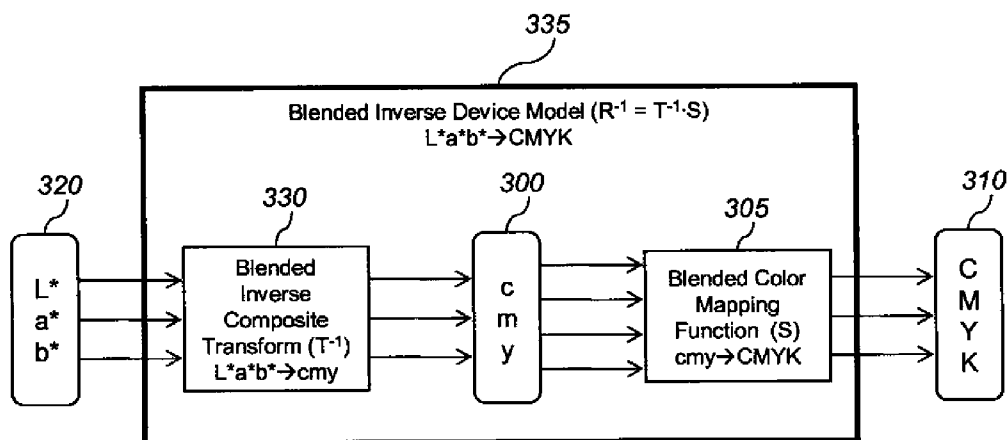 335
Blended Inverse Device Model (R⁻¹ = T⁻¹·S)
L*a*b*→CMYK
320
330
300
305
310
L*
a*
b*
Blended
Inverse
Composite
Transform (T⁻¹)
L*a*b*→cmy
c
m
y
Blended Color
Mapping
Function (S)
cmy→CMYK
C
M
Y
K